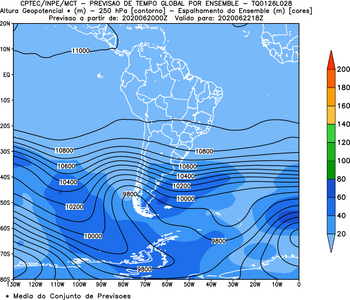 CPTEC/INPE/MCT - PREVISAO DE TEMPO GLOBAL POR ENSEMBLE - TQ0126L028
Altura Geopotencial * (m) - 250 hPa (contorno) - Espalhamento do Ensemble (m) (cores)
Previsao a partir de: 2020062000Z Valido para: 2020062218Z
20N
11000
10N
EQ
10S
20S
30S
40S
50S
60S
70S
80S
10800
10800
10600
10600
10400
10400
10200
10200
10000
10000
9800
9800
9800
130W 120W 110W 100W 90W 80W 70W 60W 50W 40W 30W 20W 10W 0
200
180
160
140
120
100
80
60
40
20
* Media do Conjunto de Previsoes